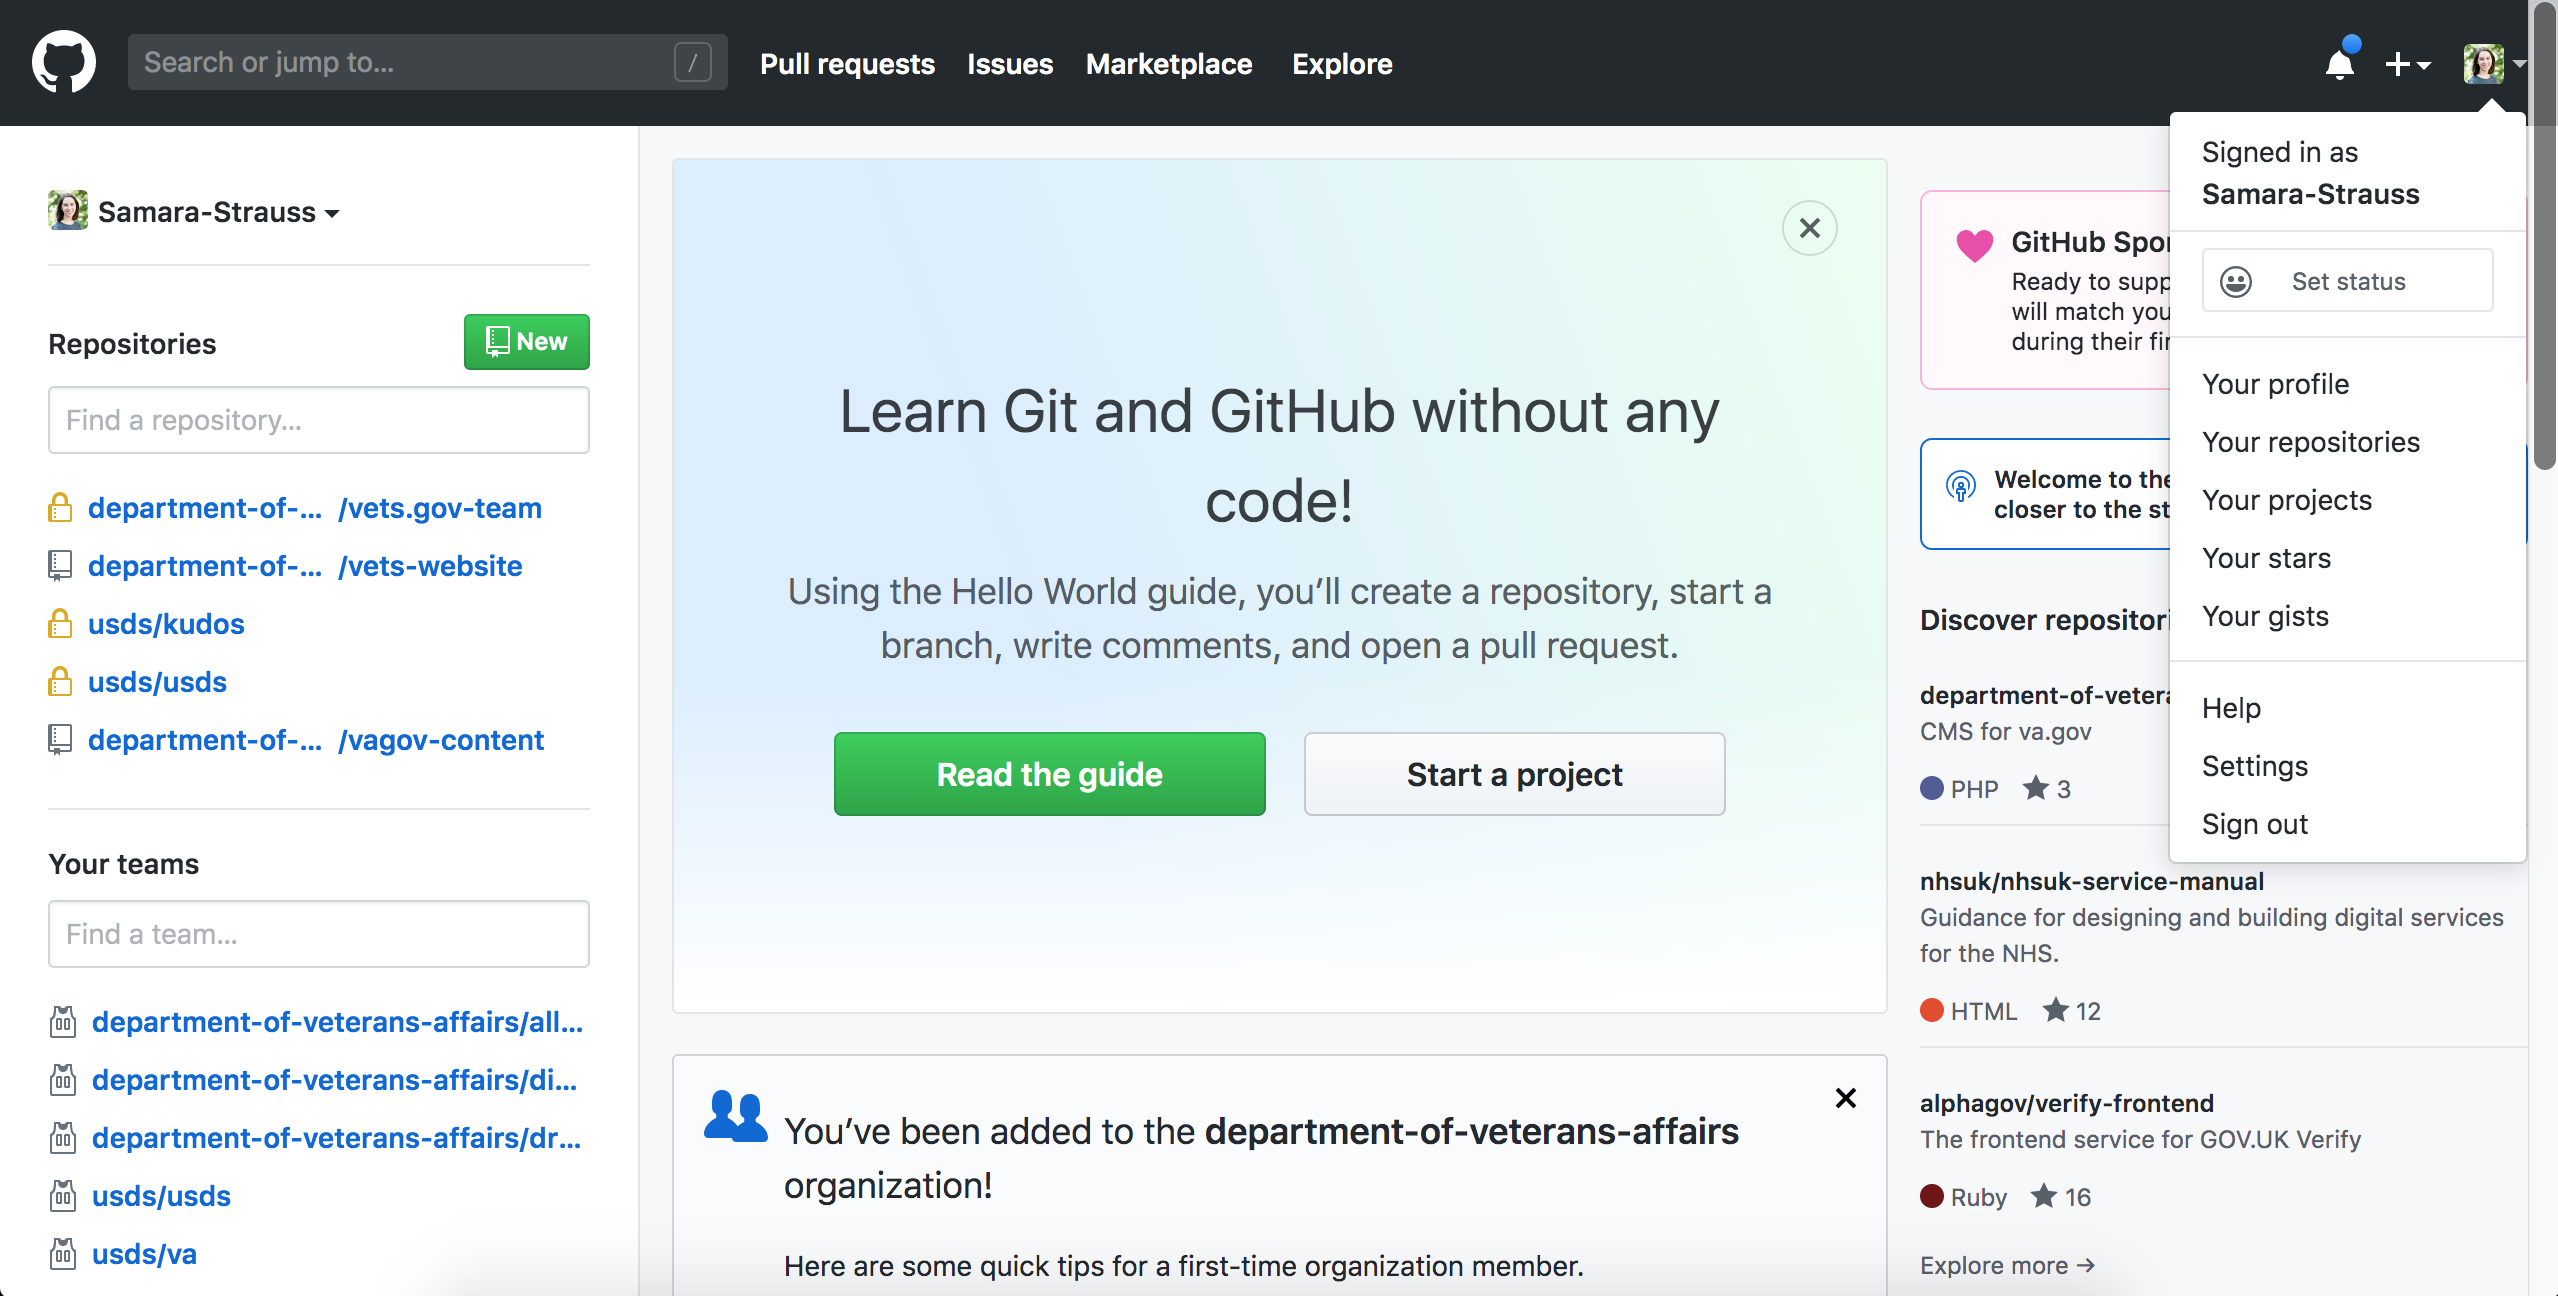 Search or jump to...
/
Pull requests
Issues
Marketplace
Explore
Samara-Strauss
Repositories
New
Find a repository...
department-of-... /vets.gov-team
department-of-... /vets-website
usds/kudos
usds/usds
department-of-... /vagov-content
Your teams
Find a team...
department-of-veterans-affairs/all...
department-of-veterans-affairs/di...
department-of-veterans-affairs/dr...
usds/usds
usds/va
Learn Git and GitHub without any
code!
Using the Hello World guide, you’ll create a repository, start a
branch, write comments, and open a pull request.
Read the guide
Start a project
You’ve been added to the department-of-veterans-affairs
organization!
Here are some quick tips for a first-time organization member.
GitHub Spo
Ready to supp
will match you
during their fi
Welcome to the
closer to the st
Discover repositori
department-of-vetera
CMS for va.gov
PHP 3
nhsuk/nhsuk-service-manual
Guidance for designing and building digital services
for the NHS.
HTML 12
alphagov/verify-frontend
The frontend service for GOV.UK Verify
Ruby 16
Explore more →
Signed in as
Samara-Strauss
Set status
Your profile
Your repositories
Your projects
Your stars
Your gists
Help
Settings
Sign out